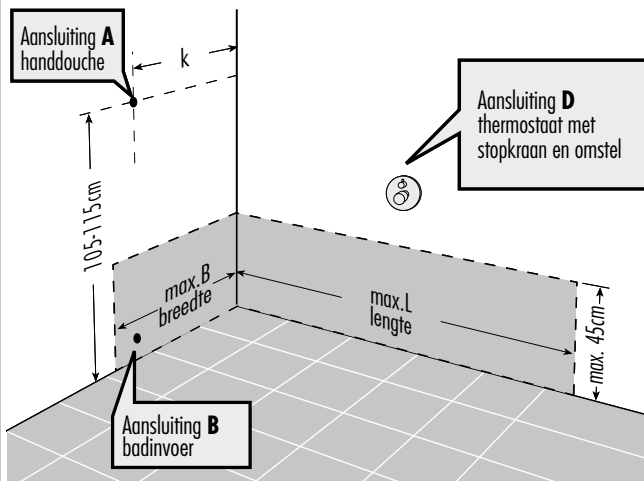 Aansluiting A
handdouche
k
Aansluiting D
thermostaat met
stopkraan en omstel
105-115cm
max.B
breedte
max.L
lengte
max. 45cm
Aansluiting B
badinvoer